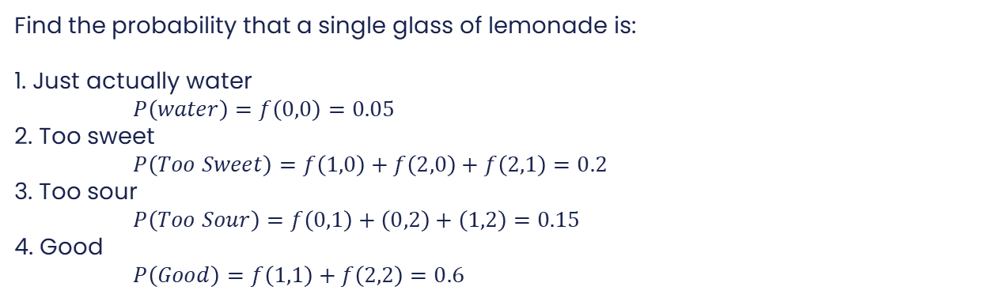 Find the probability that a single glass of lemonade is:
1. Just actually water
P(water) = f(0,0) = 0.05
2. Too sweet
P(Too Sweet) = f(1,0) + f(2,0) + f(2,1) = 0.2
3. Too sour
P(Too Sour) = f(0,1) + (0,2) + (1,2) = 0.15
4. Good
P(Good) = f(1,1) + f(2,2) = 0.6